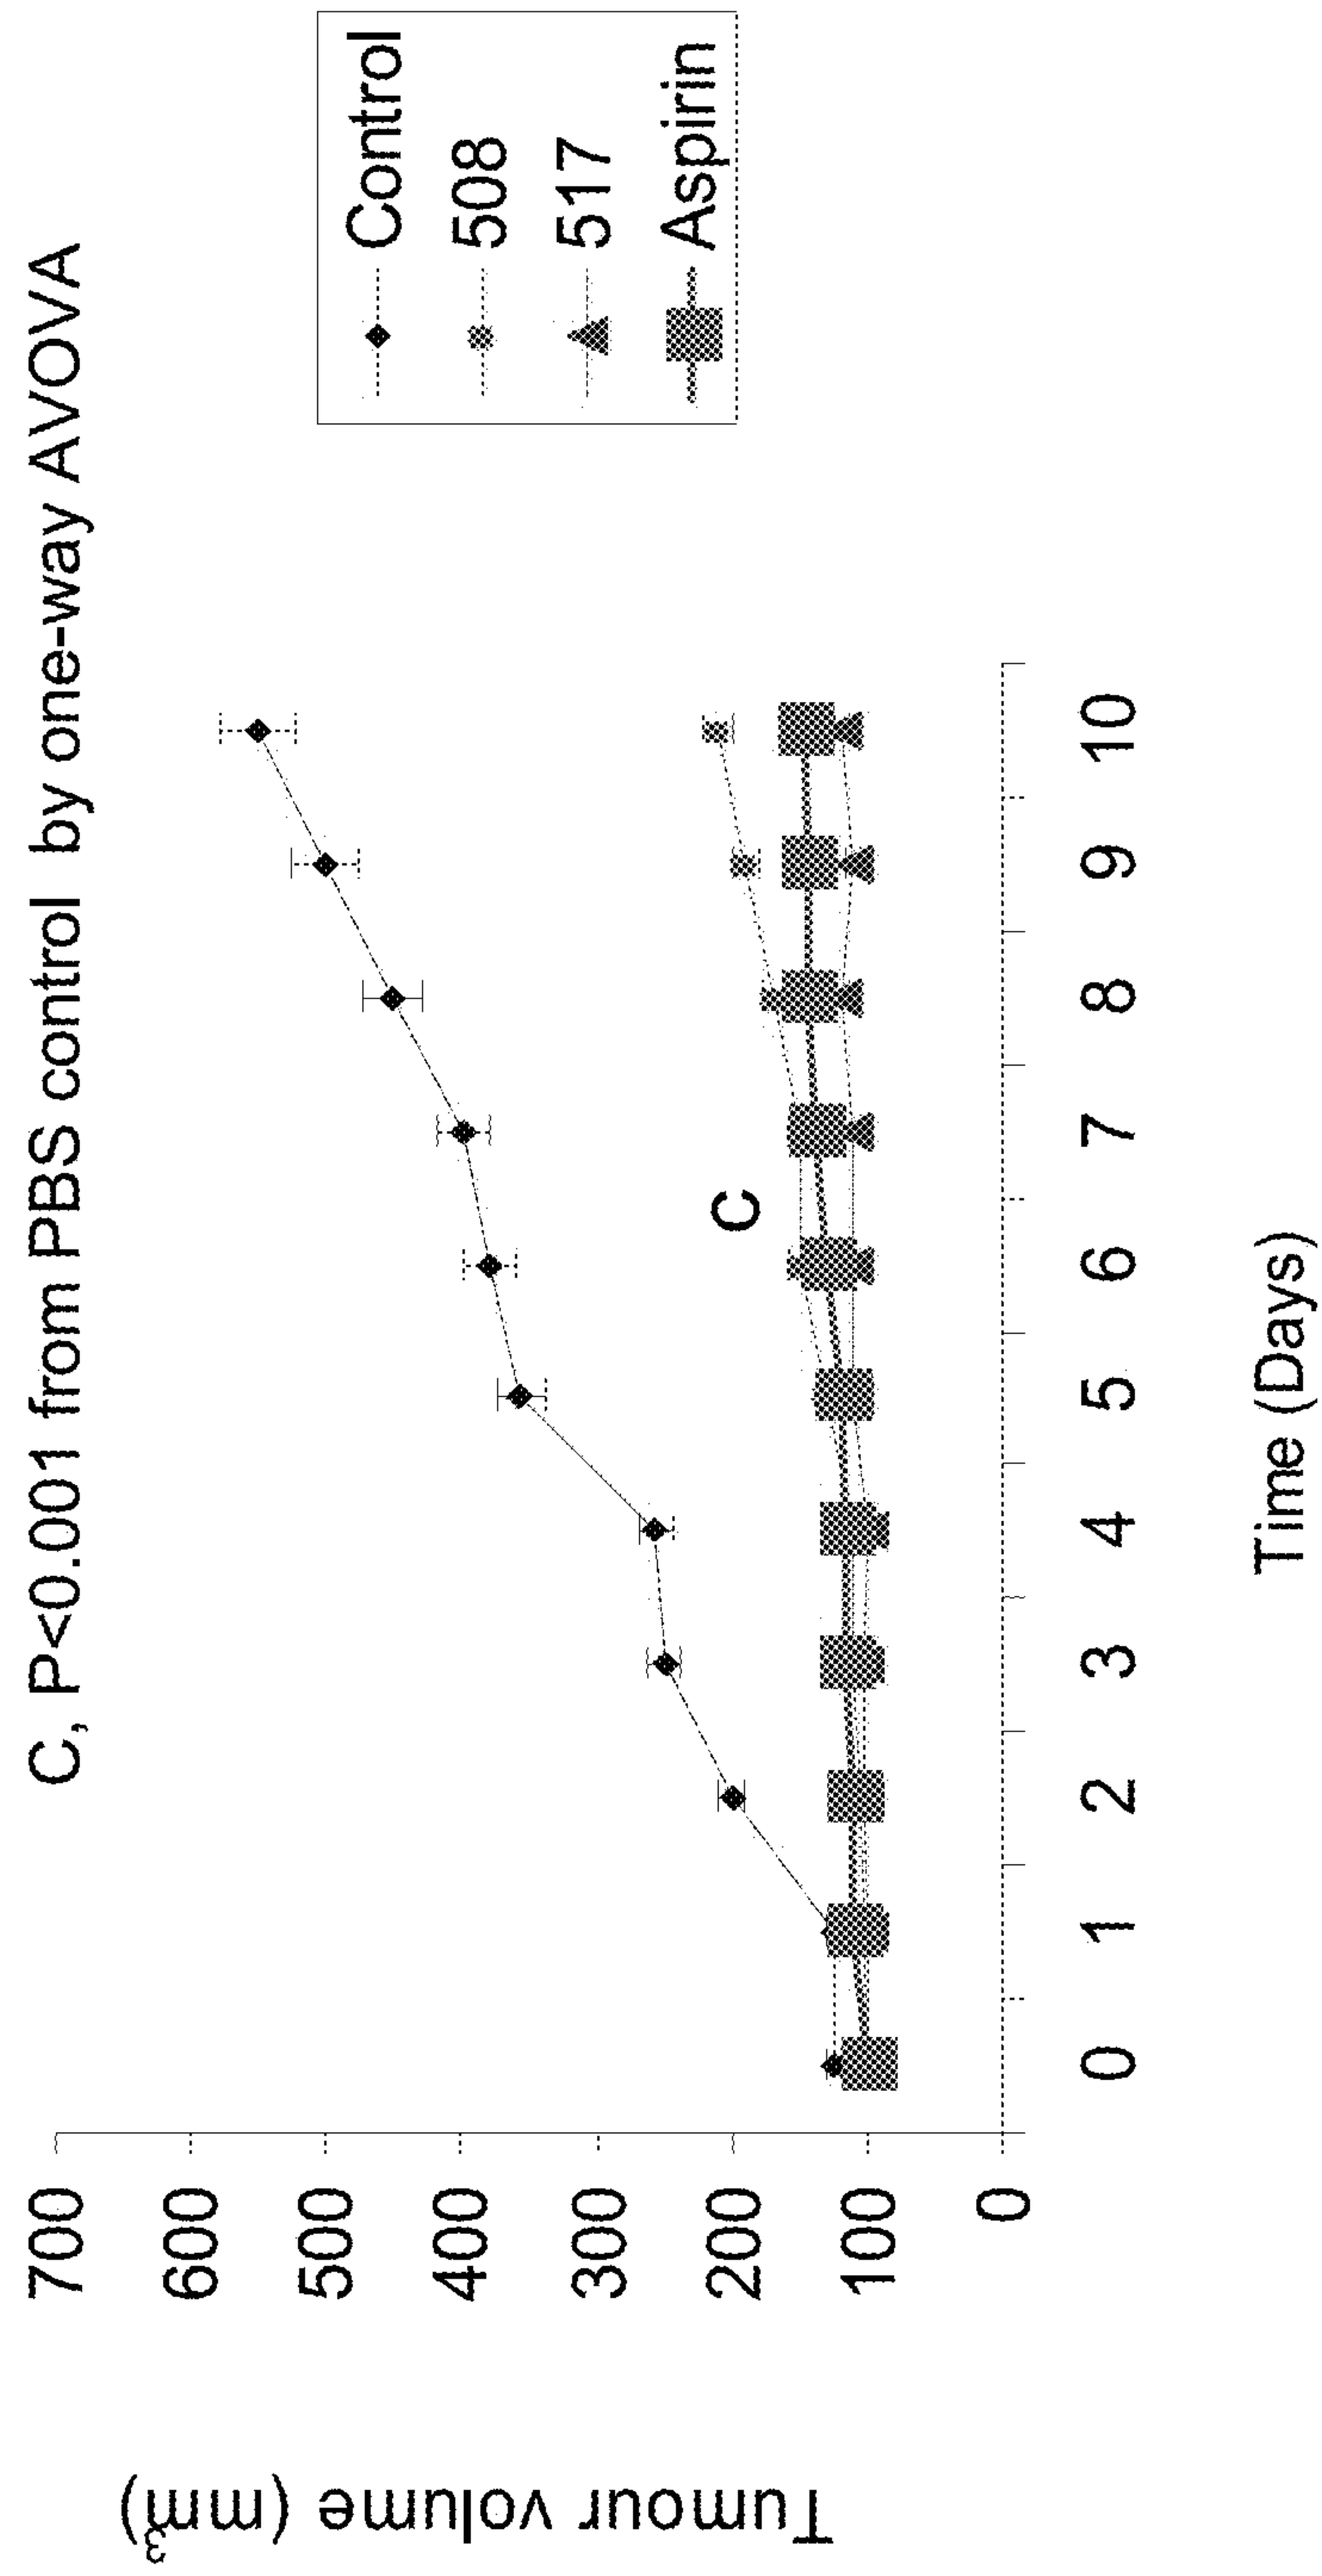 C, P<0.001 from PBS control by one-way AVOVA
Control
508
517
Aspirin
Tumour volume (mm3)
700
600
500
400
300
200
100
0
C
0 1 2 3 4 5 6 7 8 9 10
Time (Days)